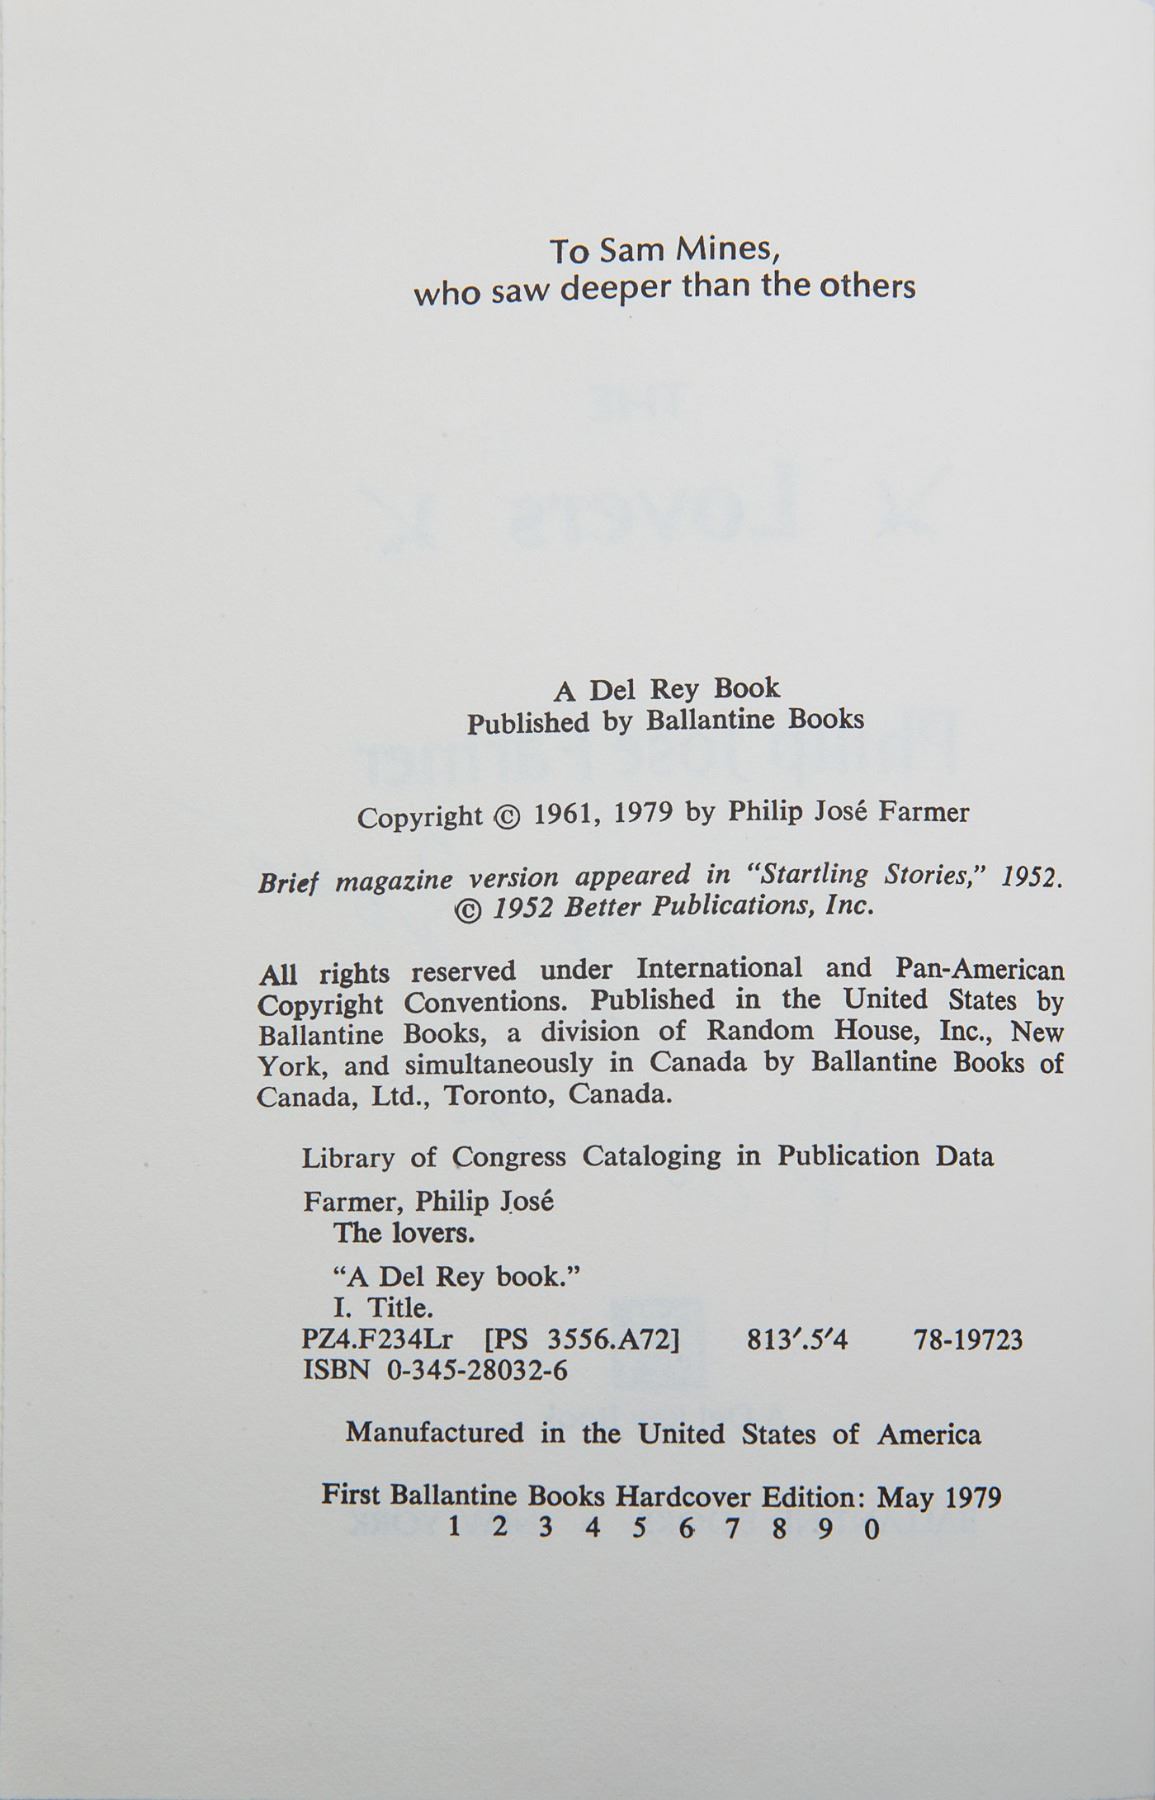 To Sam Mines,
who saw deeper than the others
THE
Lovers
Philip José Farmer
A Del Rey Book
Published by Ballantine Books
Copyright © 1961, 1979 by Philip José Farmer
Brief magazine version appeared in “Startling Stories,” 1952.
© 1952 Better Publications, Inc.
All rights reserved under International and Pan-American
Copyright Conventions. Published in the United States by
Ballantine Books, a division of Random House, Inc., New
York, and simultaneously in Canada by Ballantine Books of
Canada, Ltd., Toronto, Canada.
Library of Congress Cataloging in Publication Data
Farmer, Philip José
The lovers.
“A Del Rey book.”
I. Title.
PZ4.F234Lr [PS 3556.A72] 813′.5′4 78-19723
ISBN 0-345-28032-6
Manufactured in the United States of America
First Ballantine Books Hardcover Edition: May 1979
1 2 3 4 5 6 7 8 9 0